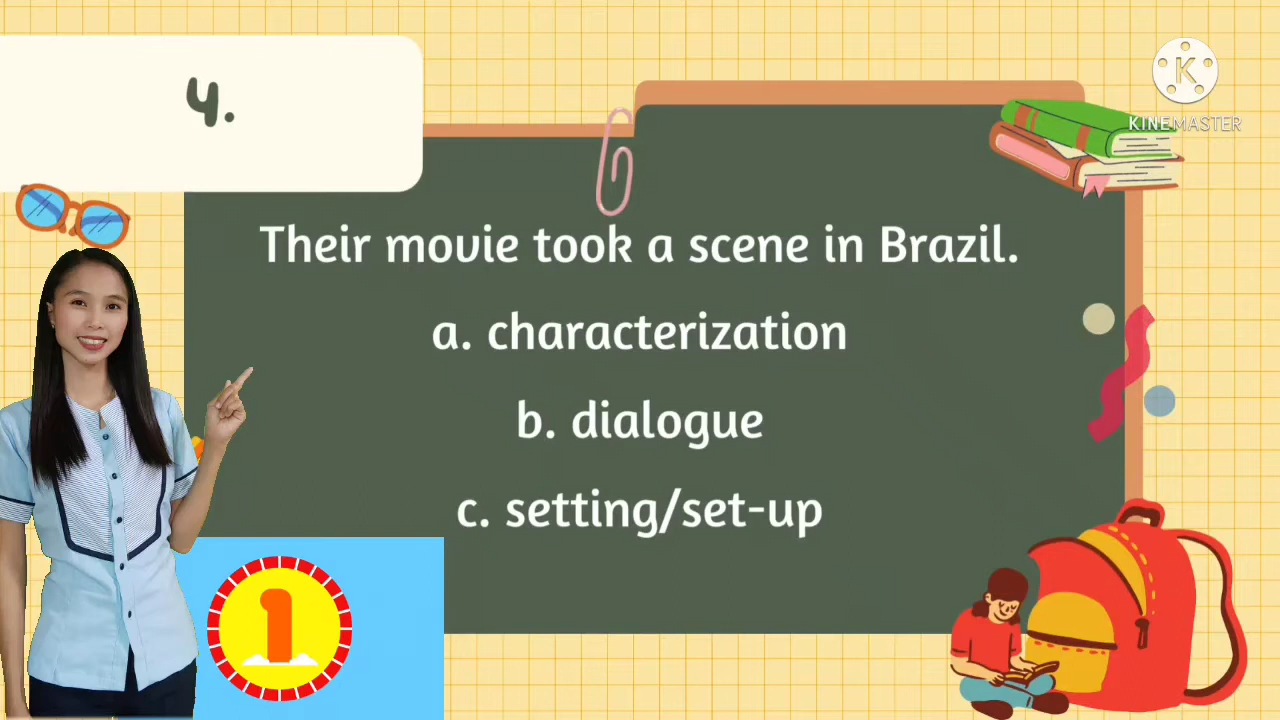 4.
KINEMASTER
Their movie took a scene in Brazil.
a. characterization
b. dialogue
c. setting/set-up
1